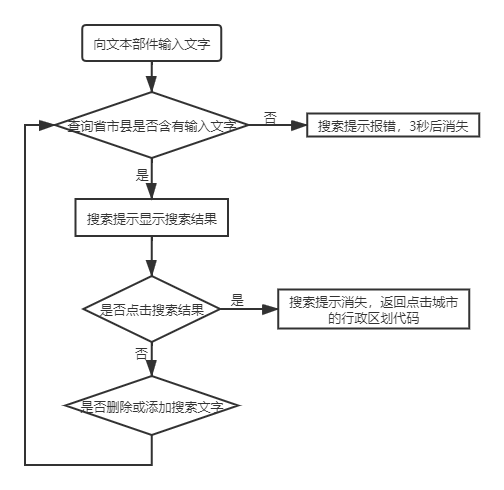 向文本部件输入文字
查询省市县是否含有输入文字
否
搜索提示报错，3秒后消失
是
搜索提示显示搜索结果
是否点击搜索结果
是
搜索提示消失，返回点击城市
的行政区划代码
否
是否删除或添加搜索文字